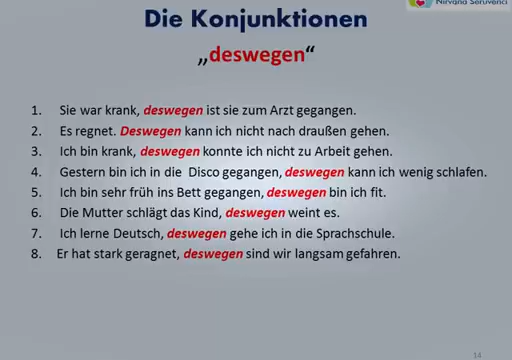 Nirvana Serüvenci
Die Konjunktionen
„deswegen“
1. Sie war krank, deswegen ist sie zum Arzt gegangen.
2. Es regnet. Deswegen kann ich nicht nach draußen gehen.
3. Ich bin krank, deswegen konnte ich nicht zu Arbeit gehen.
4. Gestern bin ich in die Disco gegangen, deswegen kann ich wenig schlafen.
5. Ich bin sehr früh ins Bett gegangen, deswegen bin ich fit.
6. Die Mutter schlägt das Kind, deswegen weint es.
7. Ich lerne Deutsch, deswegen gehe ich in die Sprachschule.
8. Er hat stark geragnet, deswegen sind wir langsam gefahren.
14